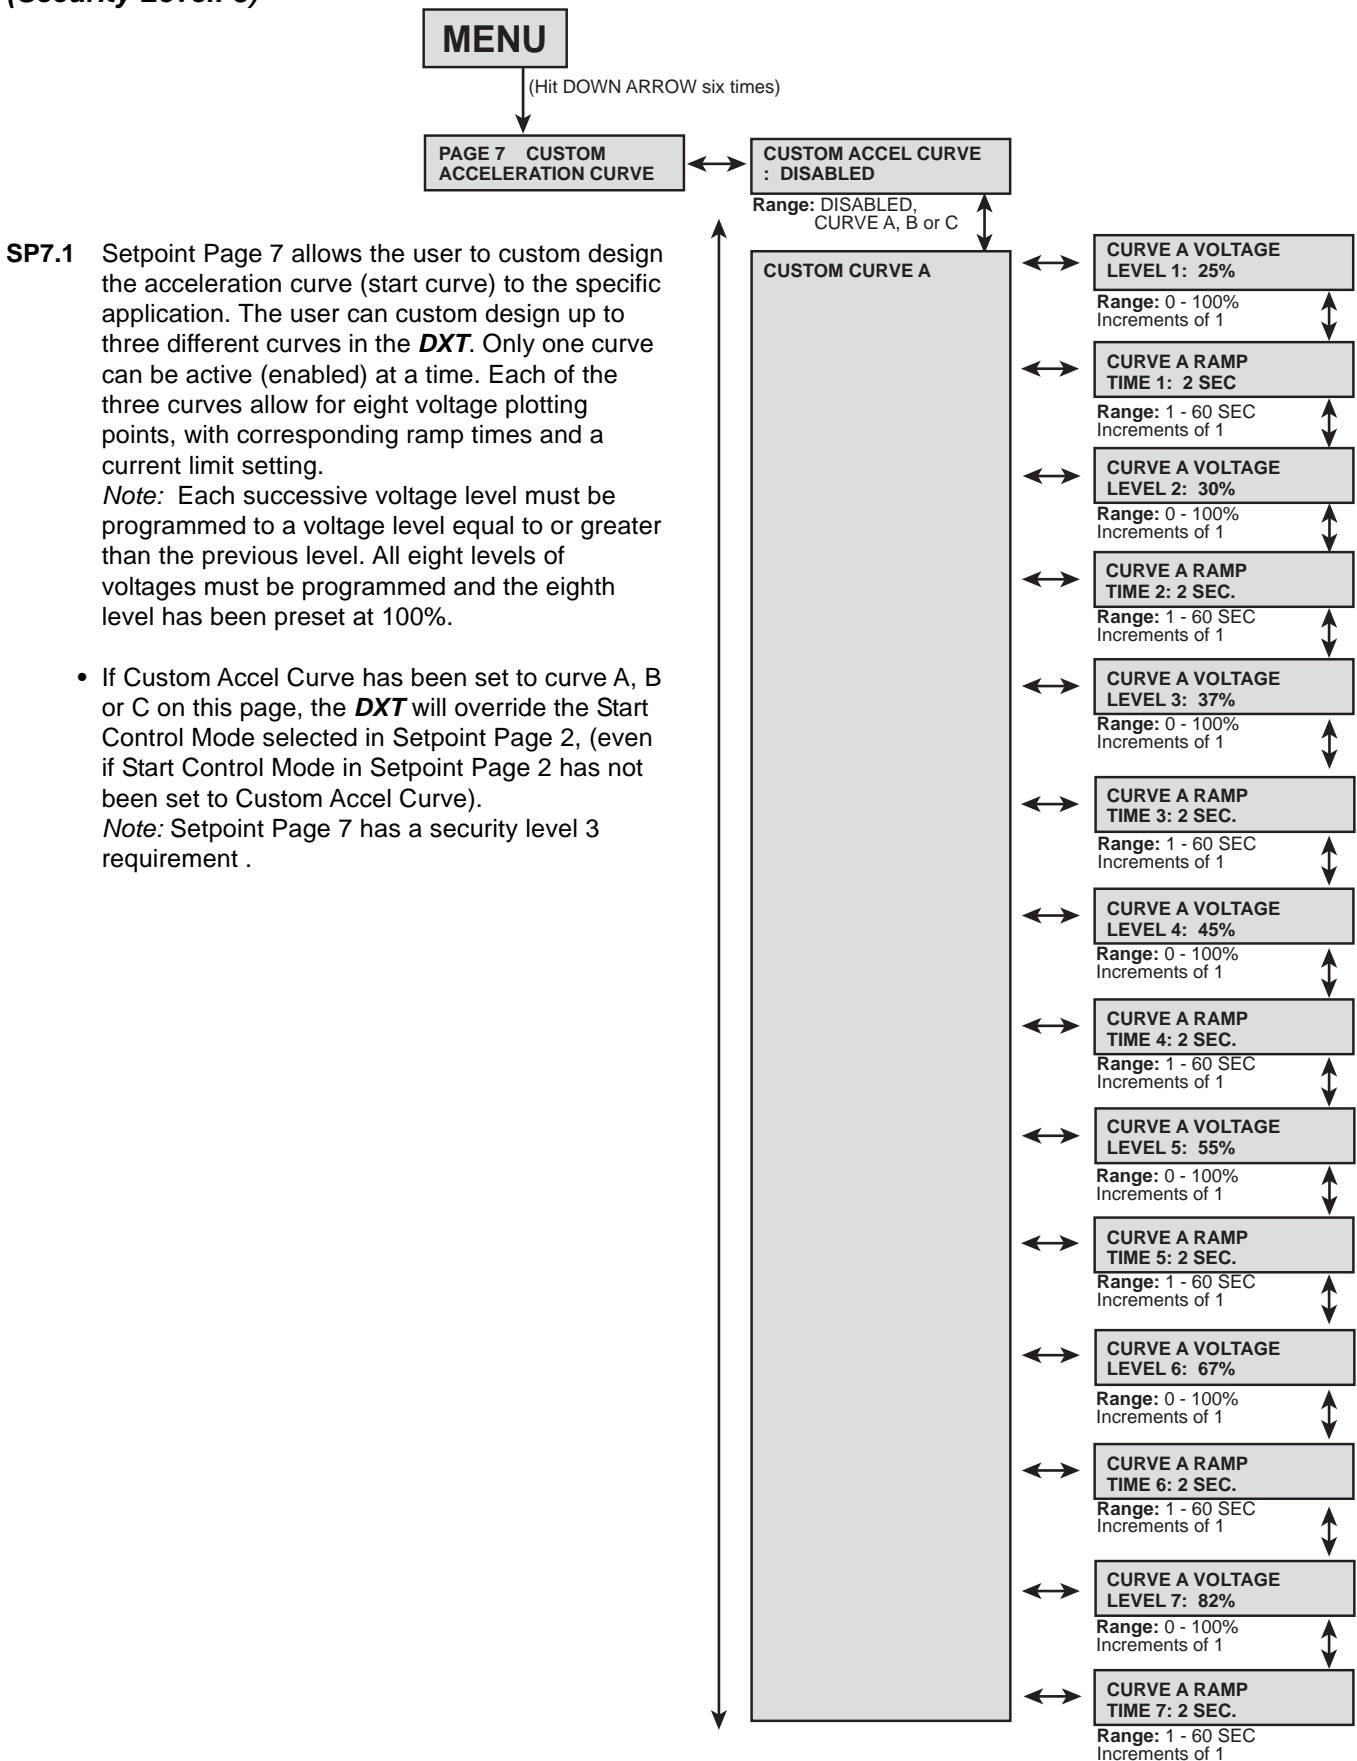 (Security Level: 3)
MENU
(Hit DOWN ARROW six times)
PAGE 7 CUSTOM
ACCELERATION CURVE
CUSTOM ACCEL CURVE
: DISABLED
Range: DISABLED,
CURVE A, B or C
SP7.1 Setpoint Page 7 allows the user to custom design
the acceleration curve (start curve) to the specific
application. The user can custom design up to
three different curves in the DXT. Only one curve
can be active (enabled) at a time. Each of the
three curves allow for eight voltage plotting
points, with corresponding ramp times and a
current limit setting.
Note: Each successive voltage level must be
programmed to a voltage level equal to or greater
than the previous level. All eight levels of
voltages must be programmed and the eighth
level has been preset at 100%.
• If Custom Accel Curve has been set to curve A, B
or C on this page, the DXT will override the Start
Control Mode selected in Setpoint Page 2, (even
if Start Control Mode in Setpoint Page 2 has not
been set to Custom Accel Curve).
Note: Setpoint Page 7 has a security level 3
requirement .
CUSTOM CURVE A
CURVE A VOLTAGE
LEVEL 1: 25%
Range: 0 - 100%
Increments of 1
CURVE A RAMP
TIME 1: 2 SEC
Range: 1 - 60 SEC
Increments of 1
CURVE A VOLTAGE
LEVEL 2: 30%
Range: 0 - 100%
Increments of 1
CURVE A RAMP
TIME 2: 2 SEC.
Range: 1 - 60 SEC
Increments of 1
CURVE A VOLTAGE
LEVEL 3: 37%
Range: 0 - 100%
Increments of 1
CURVE A RAMP
TIME 3: 2 SEC.
Range: 1 - 60 SEC
Increments of 1
CURVE A VOLTAGE
LEVEL 4: 45%
Range: 0 - 100%
Increments of 1
CURVE A RAMP
TIME 4: 2 SEC.
Range: 1 - 60 SEC
Increments of 1
CURVE A VOLTAGE
LEVEL 5: 55%
Range: 0 - 100%
Increments of 1
CURVE A RAMP
TIME 5: 2 SEC.
Range: 1 - 60 SEC
Increments of 1
CURVE A VOLTAGE
LEVEL 6: 67%
Range: 0 - 100%
Increments of 1
CURVE A RAMP
TIME 6: 2 SEC.
Range: 1 - 60 SEC
Increments of 1
CURVE A VOLTAGE
LEVEL 7: 82%
Range: 0 - 100%
Increments of 1
CURVE A RAMP
TIME 7: 2 SEC.
Range: 1 - 60 SEC
Increments of 1